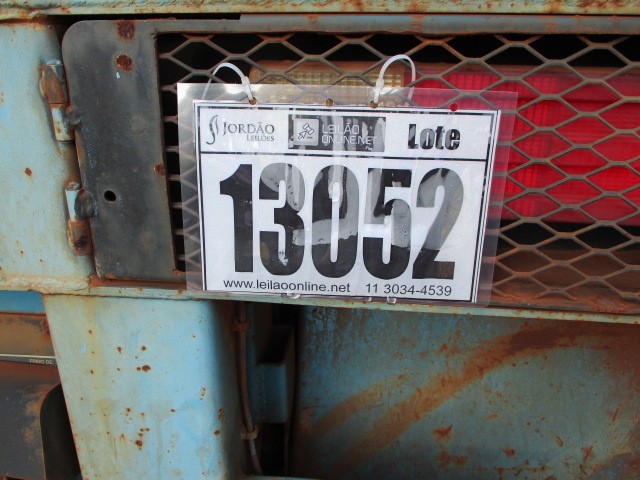 JORDÃO
LEILÕES
LEILÃO
ONLINE.NET
Lote
13052
www.leilaoonline.net 11 3034-4539